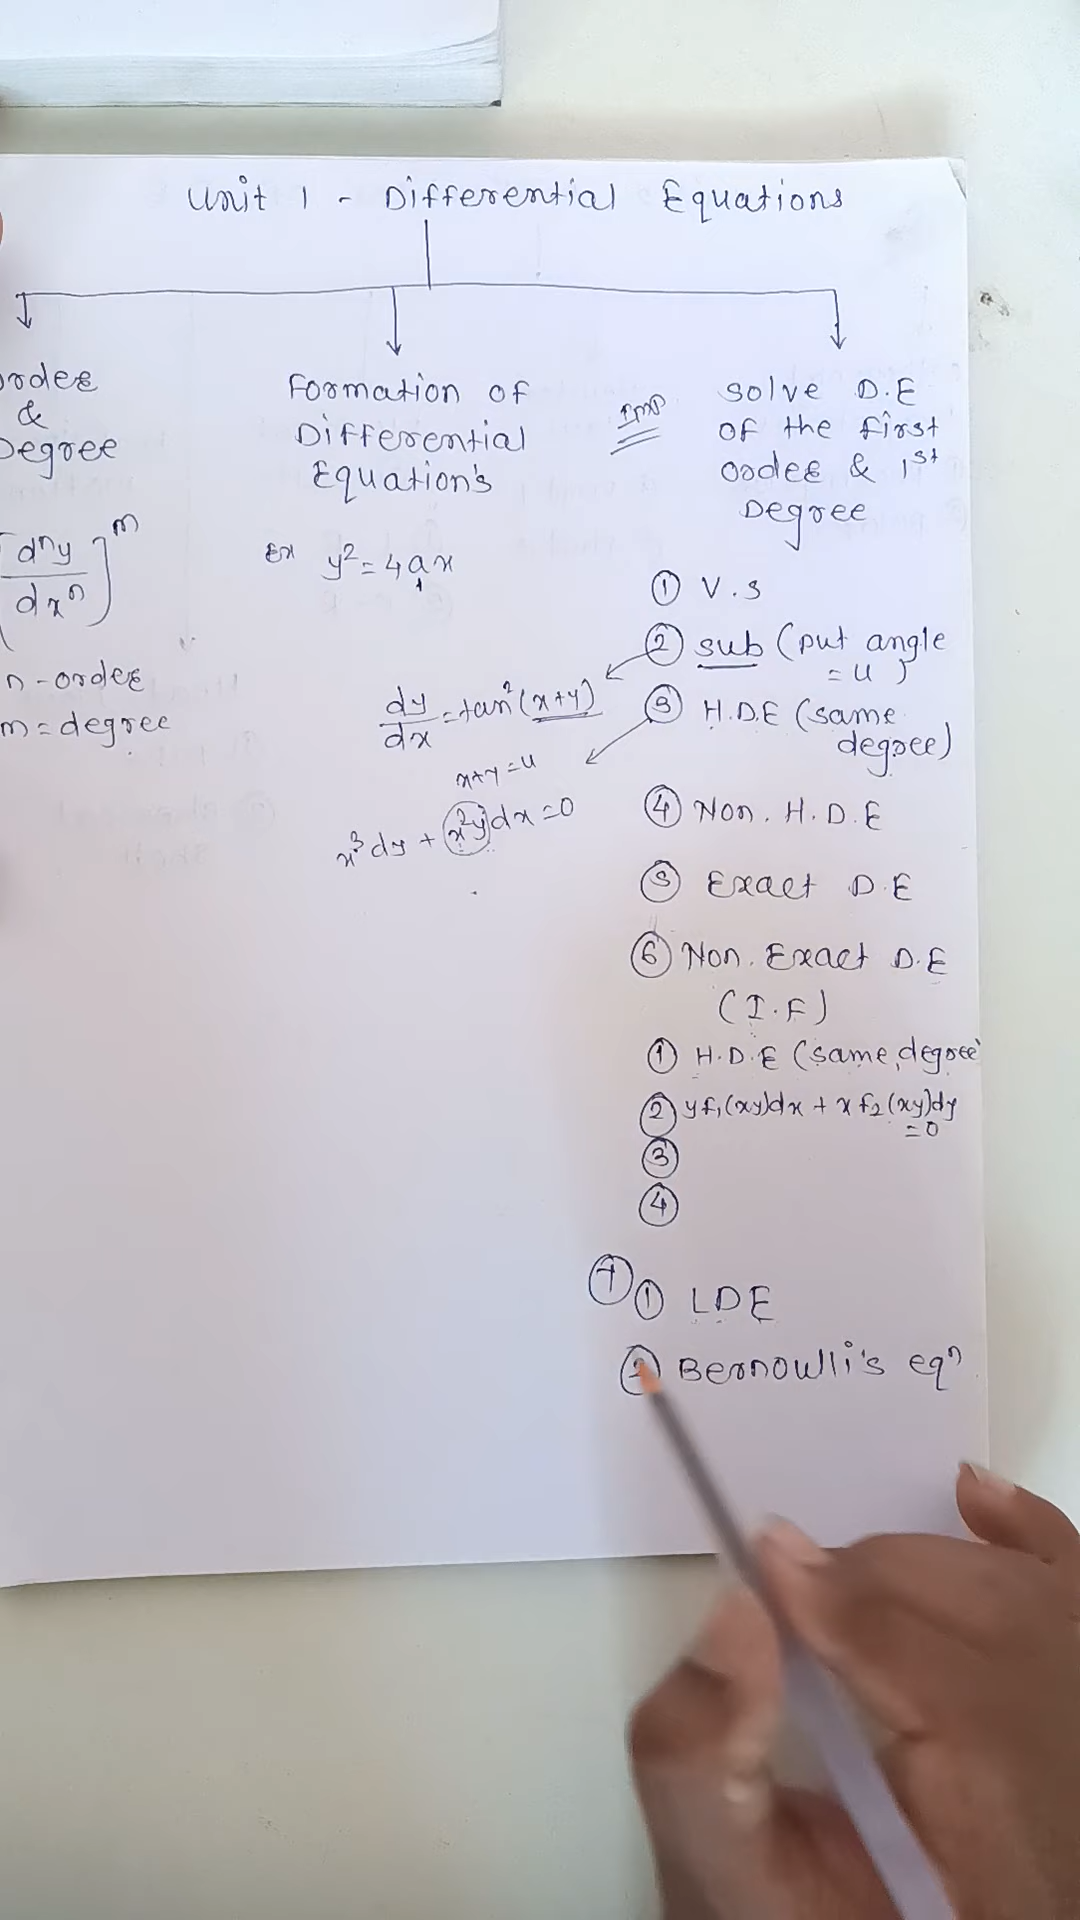 Unit 1 - Differential Equations
order
&
Degree
[dⁿy/dxⁿ]ᵐ
n - order
m = degree
Formation of
Differential
Equation's
Ex y² = 4ax
Imp
Solve D.E
of the first
order & 1st
Degree
① V.S
② sub (put angle
= u)
dy/dx = tan²(x+y)
x+y = u
③ H.D.E (same
degree)
x³dy + (x²y)dx = 0
④ Non. H.D.E
⑤ Exact D.E
⑥ Non. Exact D.E
(I.F)
① H.D.E (same degree
② yf₁(xy)dx + xf₂(xy)dy
= 0
③
④
⑦ ① LDE
② Bernoulli's eqⁿ